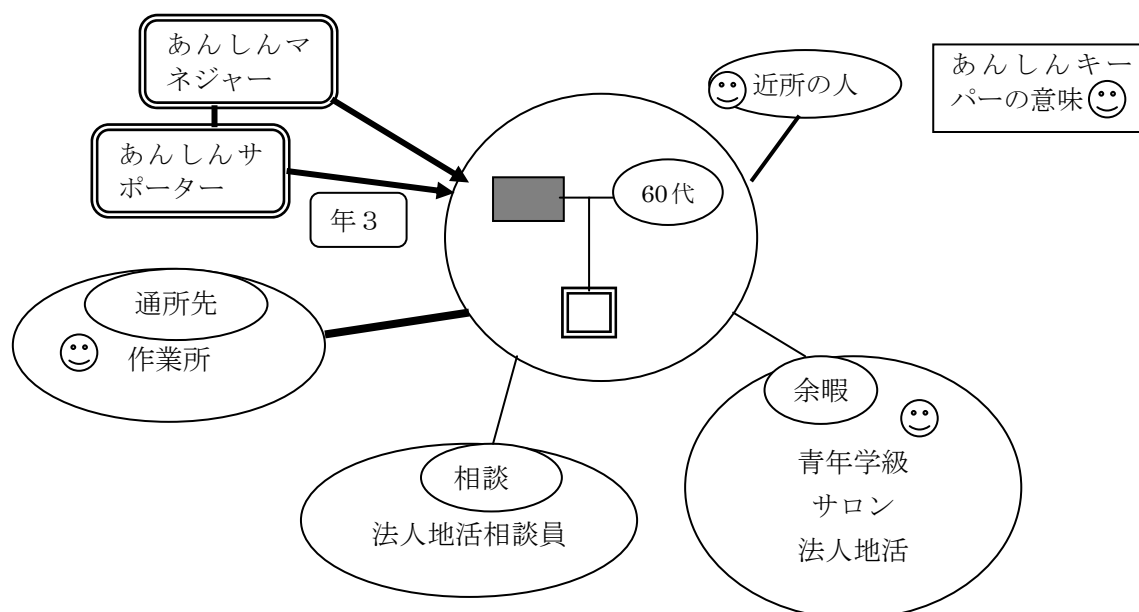 あんしんマ
ネジャー
あんしんサ
ポーター
年３
近所の人
あんしんキー
パーの意味
60代
通所先
作業所
相談
法人地活相談員
余暇
青年学級
サロン
法人地活